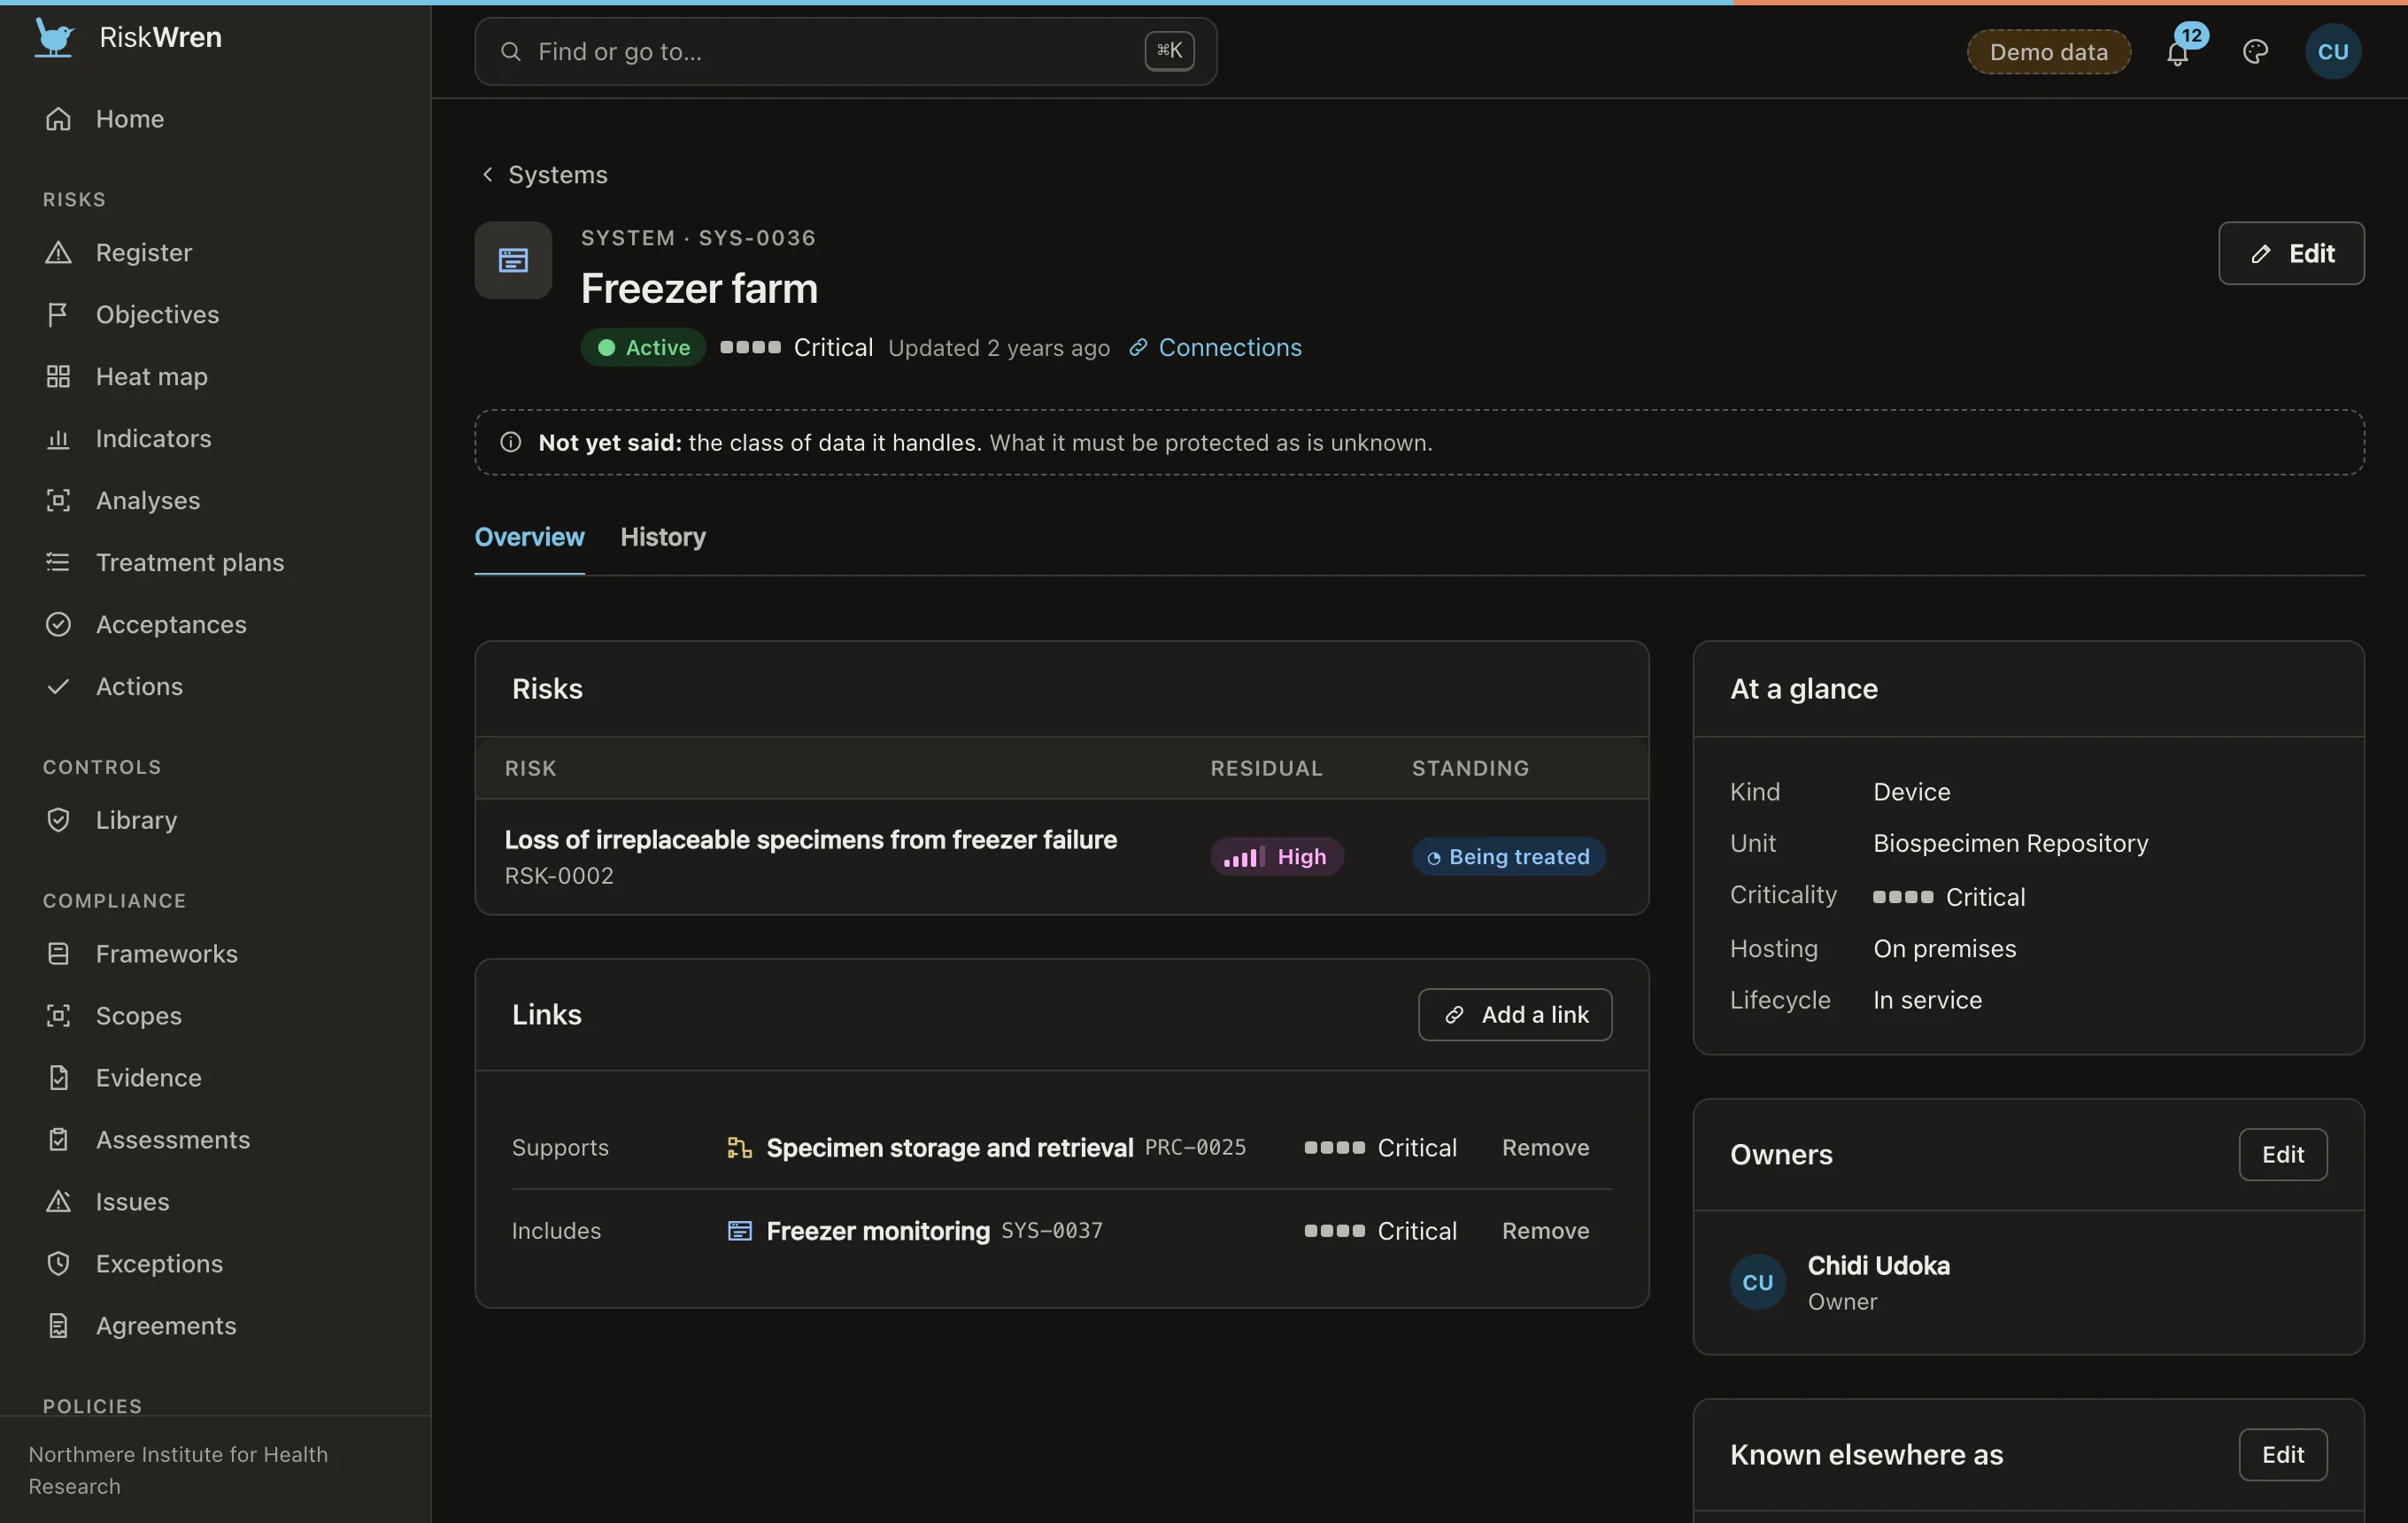 RiskWren
Find or go to...
⌘K
Demo data
12
CU
Home
RISKS
Register
Objectives
Heat map
Indicators
Analyses
Treatment plans
Acceptances
Actions
CONTROLS
Library
COMPLIANCE
Frameworks
Scopes
Evidence
Assessments
Issues
Exceptions
Agreements
POLICIES
Northmere Institute for Health
Research
Systems
SYSTEM · SYS-0036
Freezer farm
Edit
Active Critical Updated 2 years ago Connections
Not yet said: the class of data it handles. What it must be protected as is unknown.
Overview History
Risks
RISK RESIDUAL STANDING
Loss of irreplaceable specimens from freezer failure
RSK-0002
High
Being treated
Links
Add a link
Supports Specimen storage and retrieval PRC-0025 Critical Remove
Includes Freezer monitoring SYS-0037 Critical Remove
At a glance
Kind Device
Unit Biospecimen Repository
Criticality Critical
Hosting On premises
Lifecycle In service
Owners
Edit
CU
Chidi Udoka
Owner
Known elsewhere as
Edit